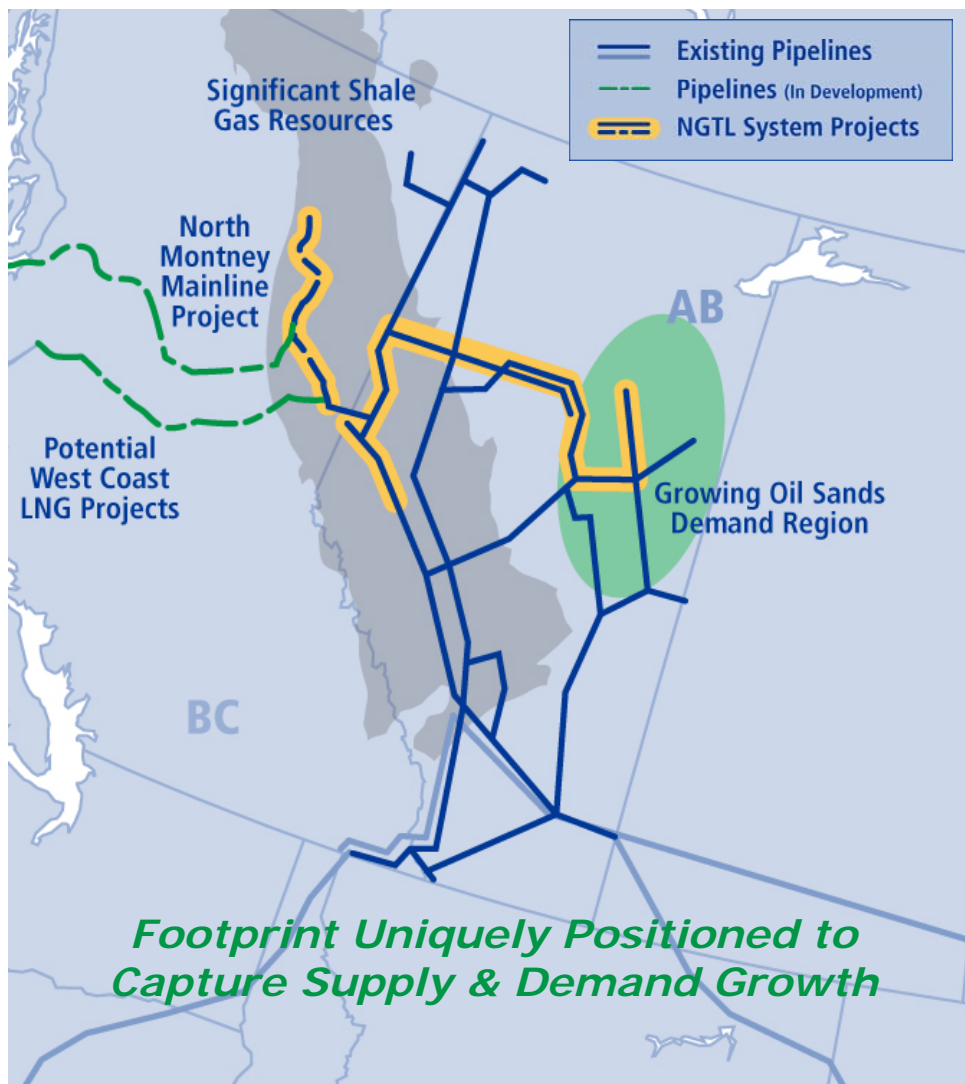 Existing Pipelines
Pipelines (In Development)
NGTL System Projects
Significant Shale
Gas Resources
North
Montney
Mainline
Project
AB
Potential
West Coast
LNG Projects
Growing Oil Sands
Demand Region
BC
Footprint Uniquely Positioned to
Capture Supply & Demand Growth